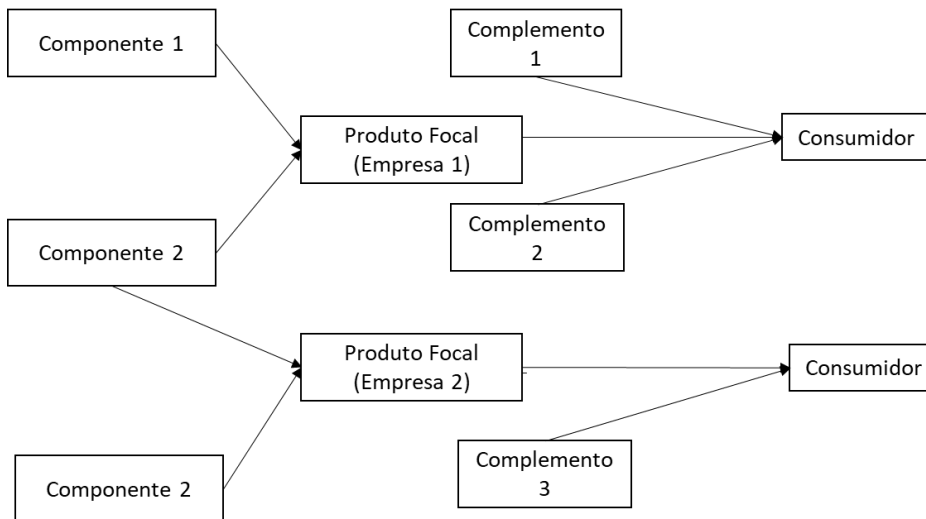 Componente 1
Complemento
1
Produto Focal
(Empresa 1)
Consumidor
Componente 2
Complemento
2
Produto Focal
(Empresa 2)
Consumidor
Componente 2
Complemento
3